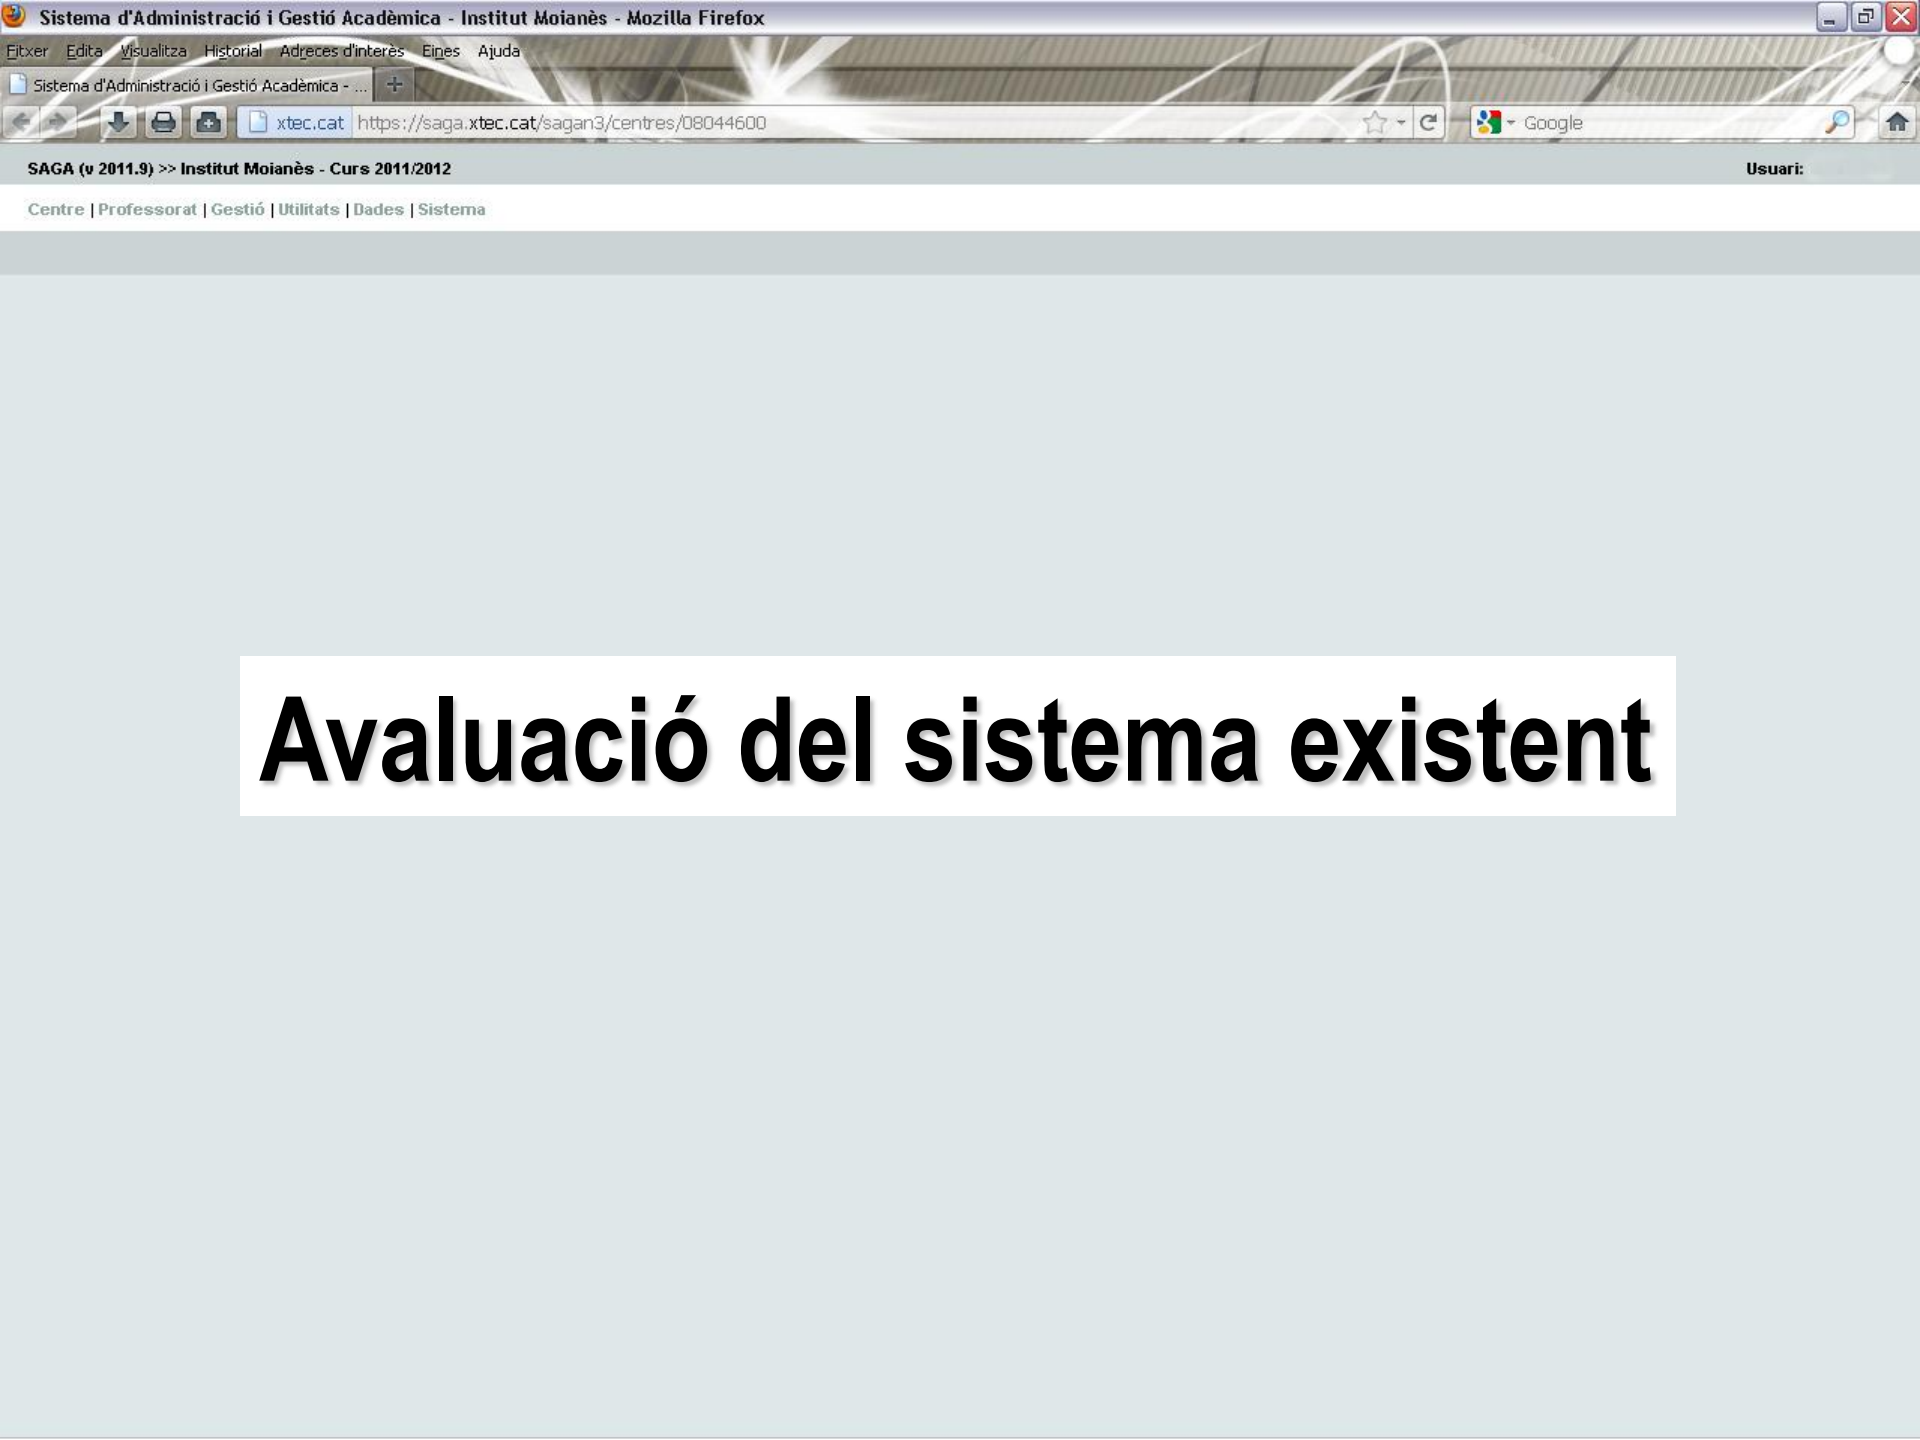 Sistema d'Administració i Gestió Acadèmica - Institut Moianès - Mozilla Firefox
Fitxer Edita Visualitza Historial Adreces d'interès Eines Ajuda
Sistema d'Administració i Gestió Acadèmica - ...
xtec.cat https://saga.xtec.cat/sagan3/centres/08044600 Google
SAGA (v 2011.9) >> Institut Moianès - Curs 2011/2012 Usuari:
Centre | Professorat | Gestió | Utilitats | Dades | Sistema
Avaluació del sistema existent